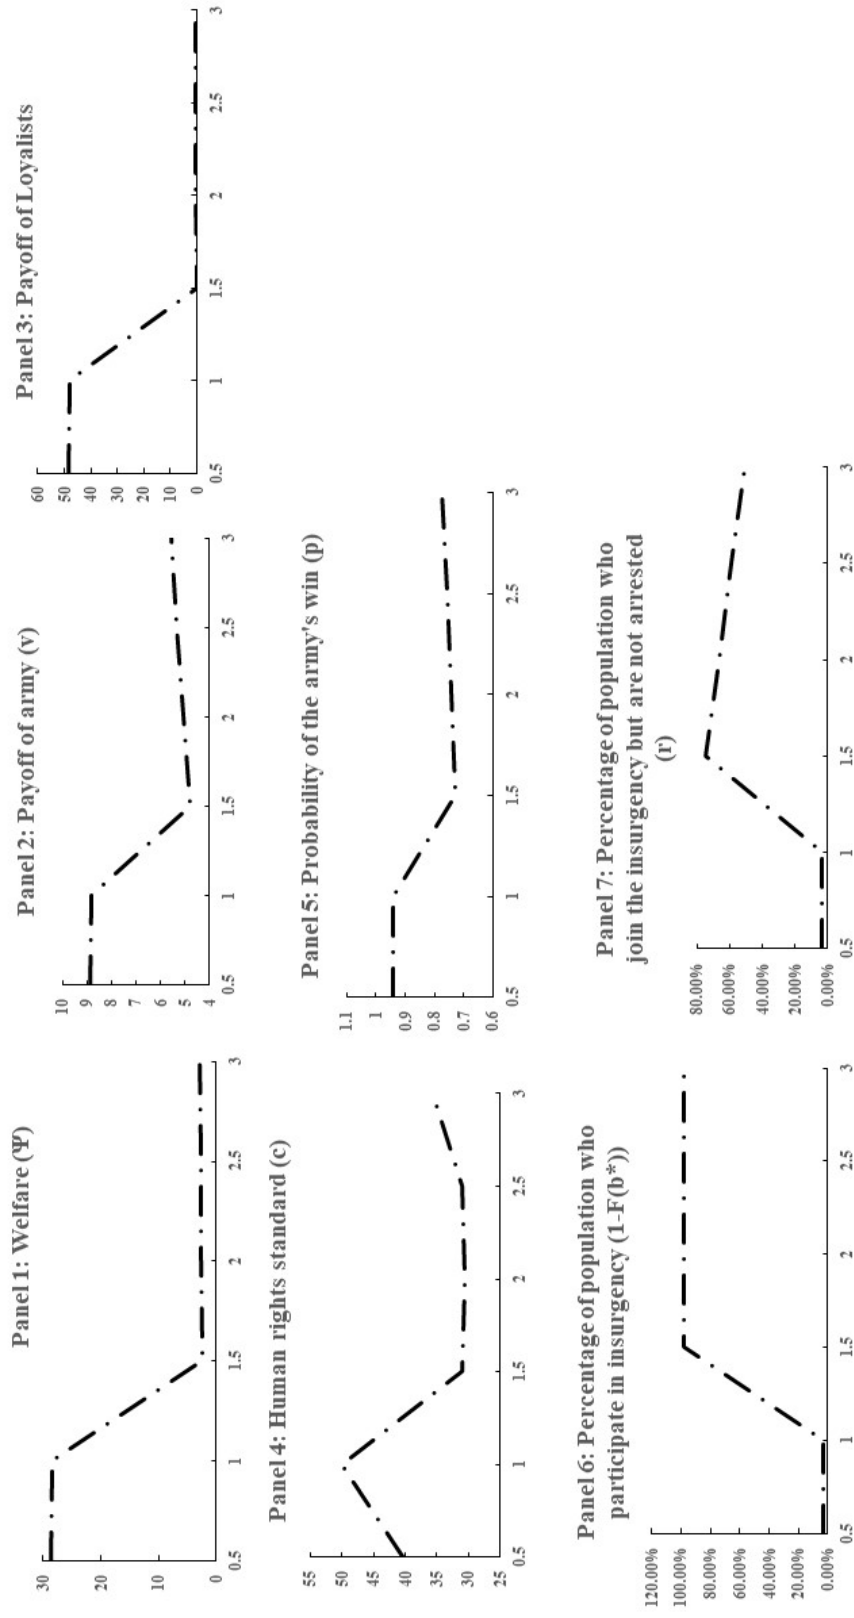 Panel 1: Welfare (Ψ)
30
20
10
0
0.5 1 1.5 2 2.5 3
Panel 2: Payoff of army (v)
10
9
8
7
6
5
4
0.5 1 1.5 2 2.5 3
Panel 3: Payoff of Loyalists
60
50
40
30
20
10
0
0.5 1 1.5 2 2.5 3
Panel 4: Human rights standard (c)
55
50
45
40
35
30
25
0.5 1 1.5 2 2.5 3
Panel 5: Probability of the army's win (p)
1.1
1
0.9
0.8
0.7
0.6
0.5 1 1.5 2 2.5 3
Panel 6: Percentage of population who
participate in insurgency (1-F(b*))
120.00%
100.00%
80.00%
60.00%
40.00%
20.00%
0.00%
0.5 1 1.5 2 2.5 3
Panel 7: Percentage of population who
join the insurgency but are not arrested
(r)
80.00%
60.00%
40.00%
20.00%
0.00%
0.5 1 1.5 2 2.5 3